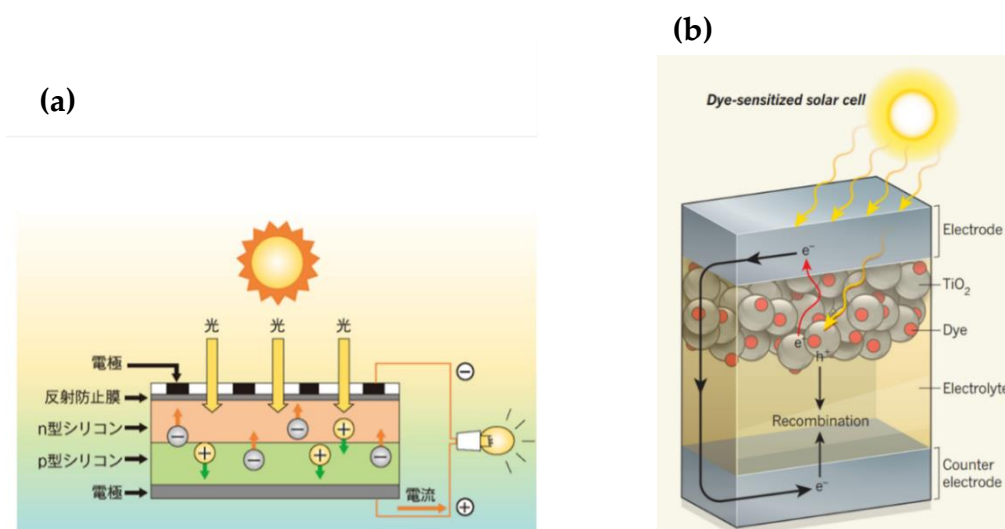 (a)
光 光 光
電極
反射防止膜
n型シリコン
p型シリコン
電極
電流
− − − −
+ + +
⊖
⊕
(b)
Dye-sensitized solar cell
Electrode
e−
TiO2
Dye
e−
h+
Electrolyte
Recombination
Counter
electrode
e−